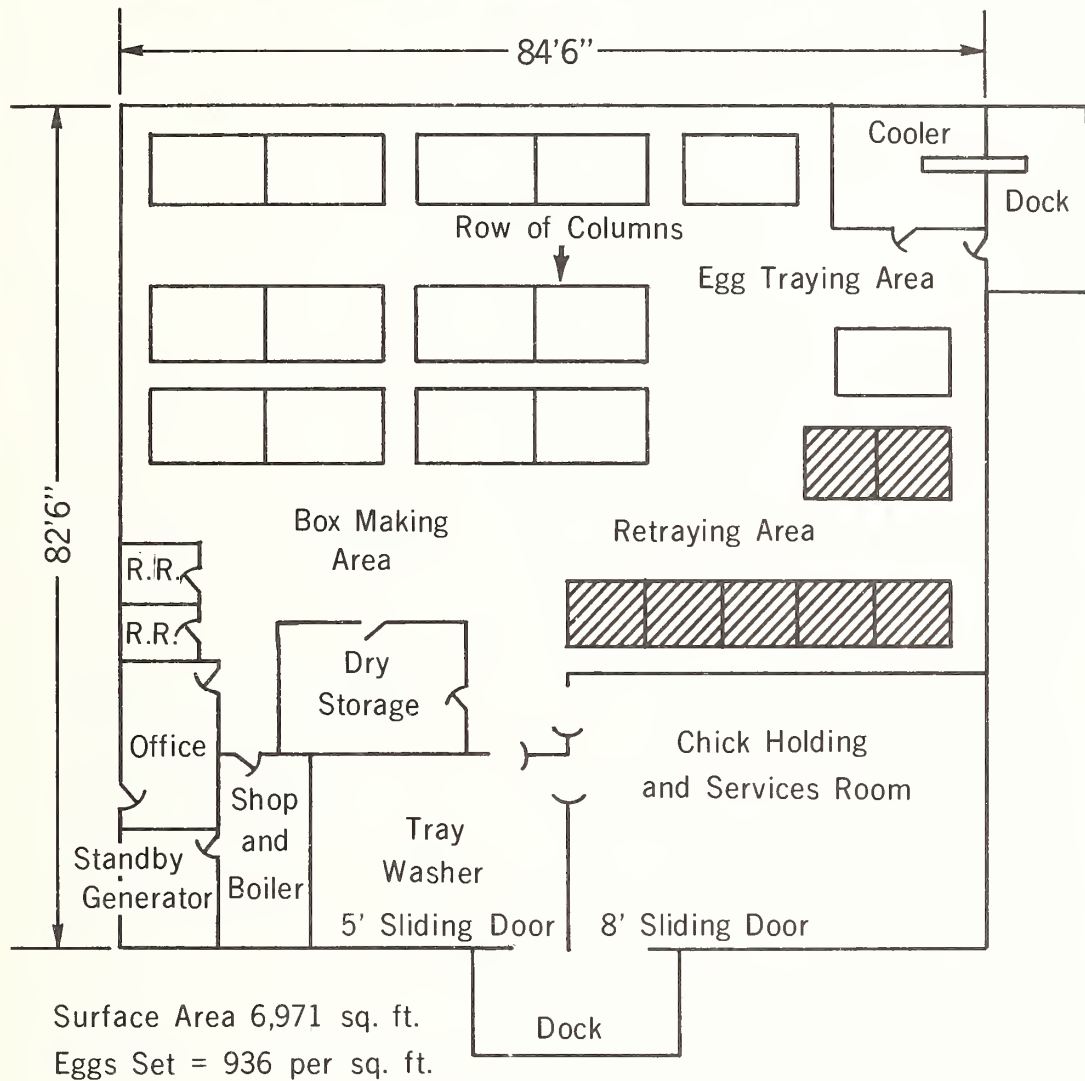 84'6"
Cooler
Dock
Row of Columns
Egg Traying Area
82'6"
Box Making
Area
Retraying Area
R.R.
R.R.
Dry
Storage
Office
Chick Holding
and Services Room
Shop
and
Boiler
Tray
Washer
Standby
Generator
5' Sliding Door
8' Sliding Door
Dock
Surface Area 6,971 sq. ft.
Eggs Set = 936 per sq. ft.